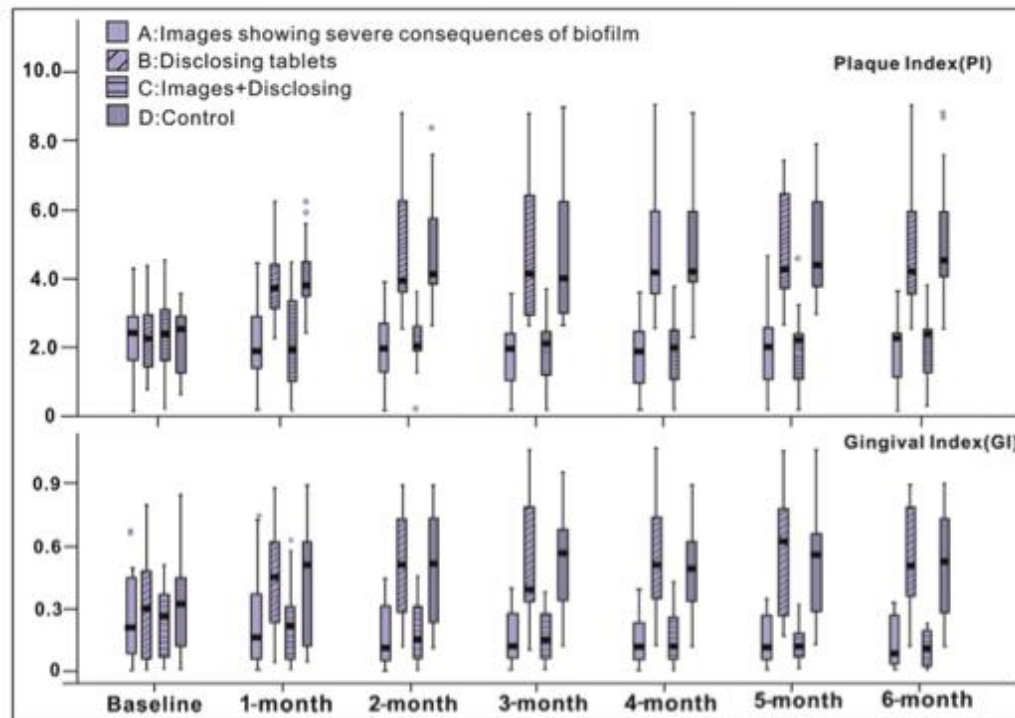 A:Images showing severe consequences of biofilm
B:Disclosing tablets
C:Images+Disclosing
D:Control
Plaque Index(PI)
10.0
8.0
6.0
4.0
2.0
0
Gingival Index(GI)
0.9
0.6
0.3
0
Baseline 1-month 2-month 3-month 4-month 5-month 6-month